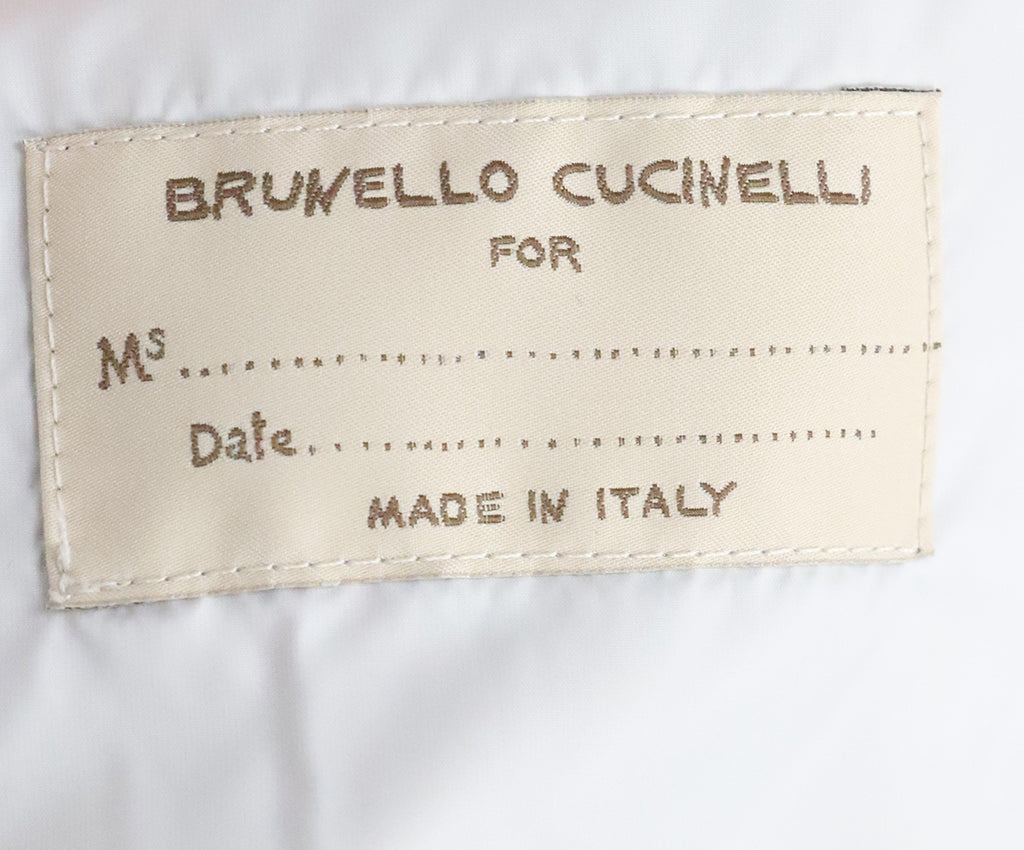 BRUNELLO CUCINELLI
FOR
Ms....................................
Date..............................
MADE IN ITALY